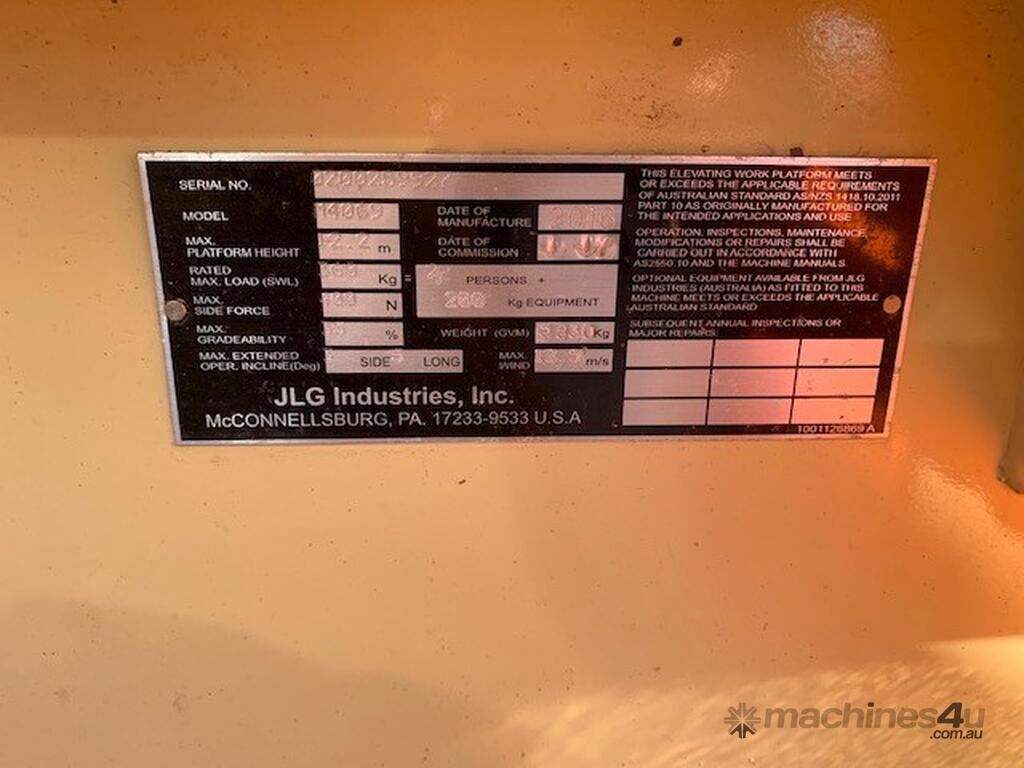 SERIAL NO.
MODEL M4069
DATE OF MANUFACTURE 2016
MAX. PLATFORM HEIGHT m
DATE OF COMMISSION
RATED MAX. LOAD (SWL) Kg = PERSONS +
200 Kg EQUIPMENT
MAX. SIDE FORCE 400 N
MAX. GRADEABILITY %
WEIGHT (GVM) Kg
MAX. EXTENDED OPER. INCLINE(Deg) SIDE LONG
MAX. WIND m/s
JLG Industries, Inc.
McCONNELLSBURG, PA. 17233-9533 U.S.A
THIS ELEVATING WORK PLATFORM MEETS
OR EXCEEDS THE APPLICABLE REQUIREMENTS
OF AUSTRALIAN STANDARD AS/NZS 1418.10.2011
PART 10 AS ORIGINALLY MANUFACTURED FOR
THE INTENDED APPLICATIONS AND USE
OPERATION, INSPECTIONS, MAINTENANCE,
MODIFICATIONS OR REPAIRS SHALL BE
CARRIED OUT IN ACCORDANCE WITH
AS2550.10 AND THE MACHINE MANUALS.
OPTIONAL EQUIPMENT AVAILABLE FROM JLG
INDUSTRIES (AUSTRALIA) AS FITTED TO THIS
MACHINE MEETS OR EXCEEDS THE APPLICABLE
AUSTRALIAN STANDARD
SUBSEQUENT ANNUAL INSPECTIONS OR
MAJOR REPAIRS:
1001126869 A
machines4u
.com.au